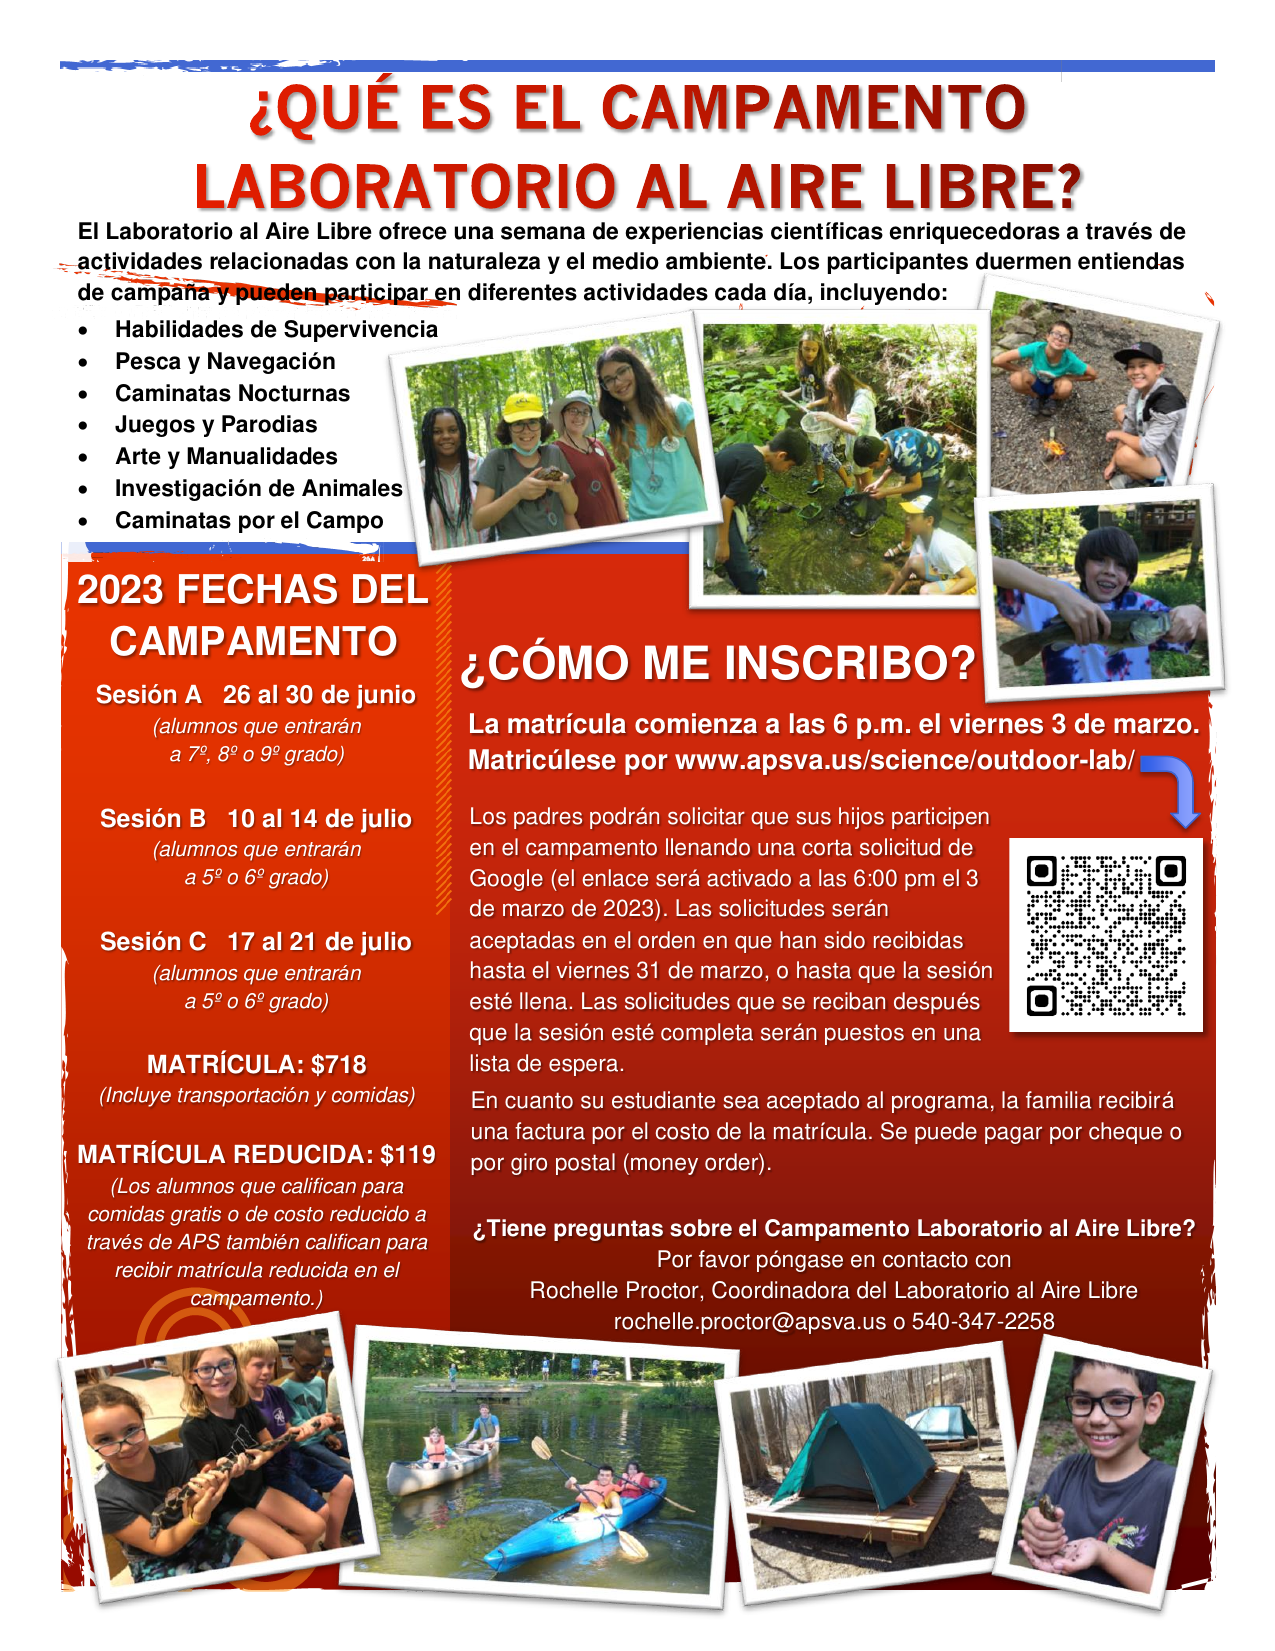 ¿QUÉ ES EL CAMPAMENTO
LABORATORIO AL AIRE LIBRE?
El Laboratorio al Aire Libre ofrece una semana de experiencias científicas enriquecedoras a través de
actividades relacionadas con la naturaleza y el medio ambiente. Los participantes duermen entiendas
de campaña y pueden participar en diferentes actividades cada día, incluyendo:
• Habilidades de Supervivencia
• Pesca y Navegación
• Caminatas Nocturnas
• Juegos y Parodias
• Arte y Manualidades
• Investigación de Animales
• Caminatas por el Campo
2023 FECHAS DEL
CAMPAMENTO
Sesión A 26 al 30 de junio
(alumnos que entrarán
a 7º, 8º o 9º grado)
Sesión B 10 al 14 de julio
(alumnos que entrarán
a 5º o 6º grado)
Sesión C 17 al 21 de julio
(alumnos que entrarán
a 5º o 6º grado)
MATRÍCULA: $718
(Incluye transportación y comidas)
MATRÍCULA REDUCIDA: $119
(Los alumnos que califican para
comidas gratis o de costo reducido a
través de APS también califican para
recibir matrícula reducida en el
campamento.)
¿CÓMO ME INSCRIBO?
La matrícula comienza a las 6 p.m. el viernes 3 de marzo.
Matricúlese por www.apsva.us/science/outdoor-lab/
Los padres podrán solicitar que sus hijos participen
en el campamento llenando una corta solicitud de
Google (el enlace será activado a las 6:00 pm el 3
de marzo de 2023). Las solicitudes serán
aceptadas en el orden en que han sido recibidas
hasta el viernes 31 de marzo, o hasta que la sesión
esté llena. Las solicitudes que se reciban después
que la sesión esté completa serán puestos en una
lista de espera.
En cuanto su estudiante sea aceptado al programa, la familia recibirá
una factura por el costo de la matrícula. Se puede pagar por cheque o
por giro postal (money order).
¿Tiene preguntas sobre el Campamento Laboratorio al Aire Libre?
Por favor póngase en contacto con
Rochelle Proctor, Coordinadora del Laboratorio al Aire Libre
rochelle.proctor@apsva.us o 540-347-2258